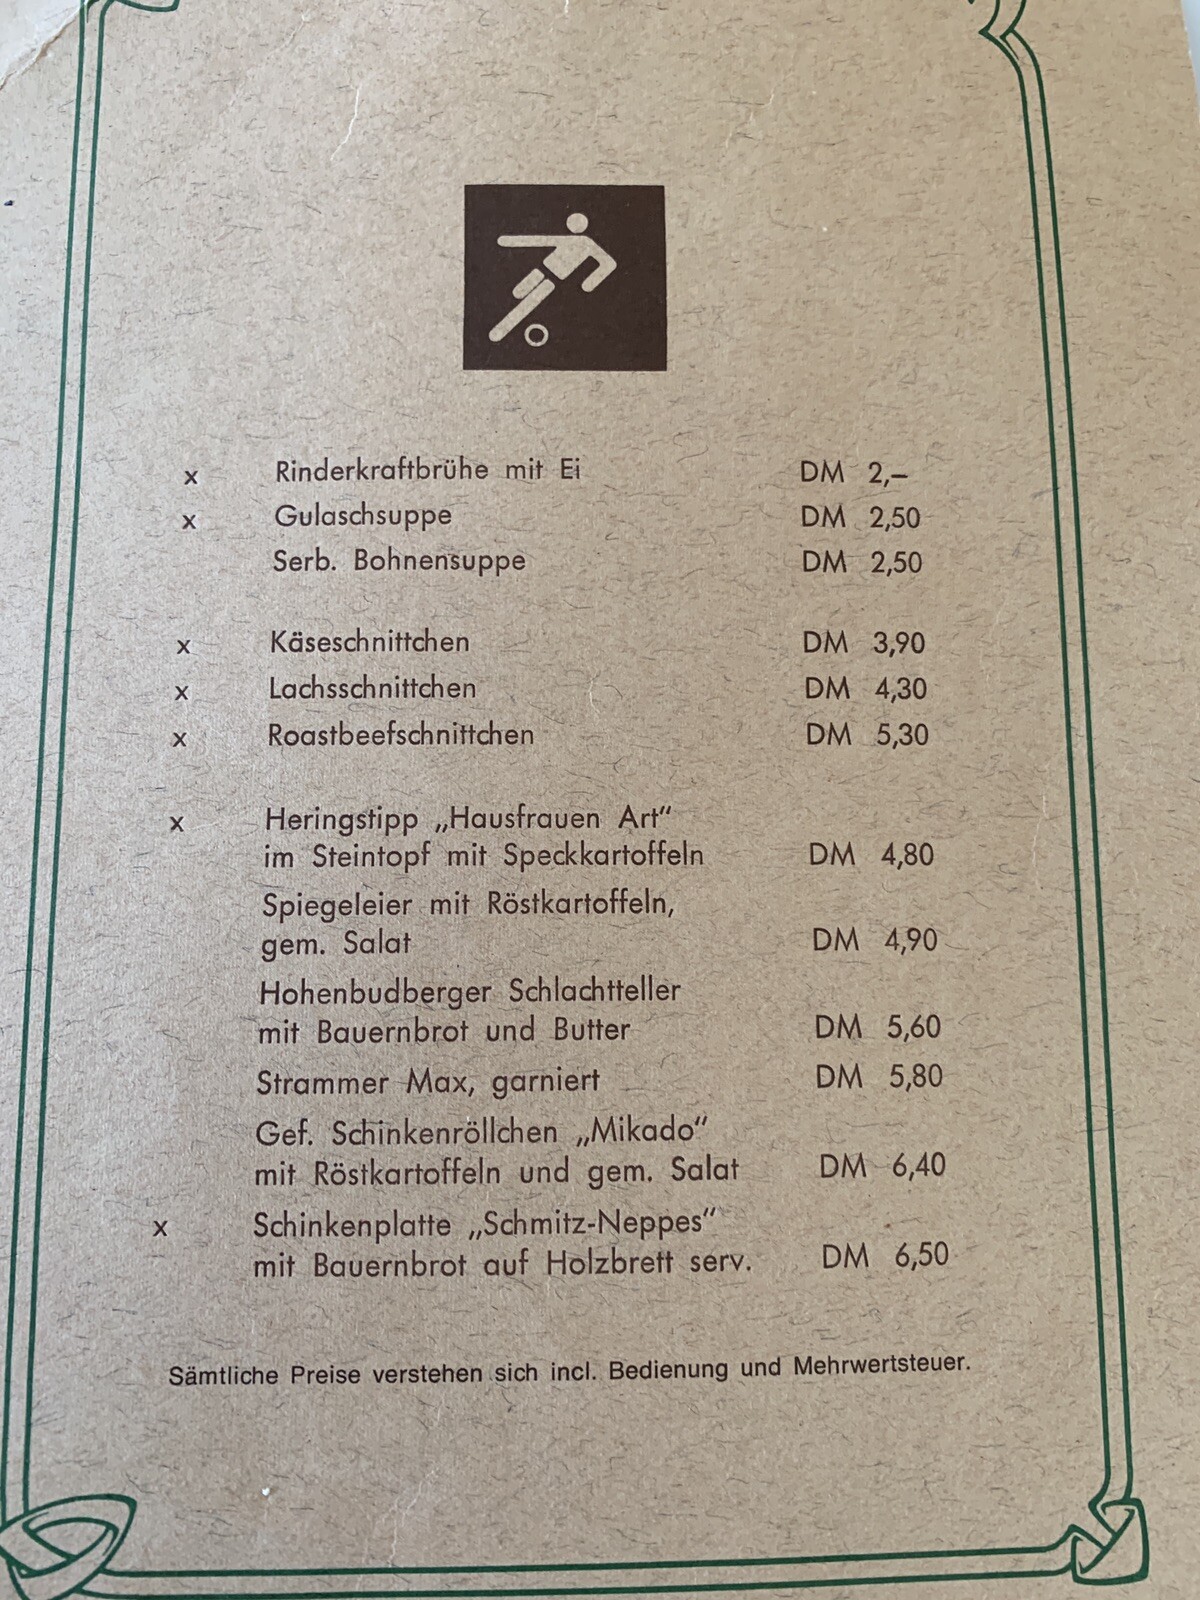 x Rinderkraftbrühe mit Ei DM 2,–
x Gulaschsuppe DM 2,50
Serb. Bohnensuppe DM 2,50
x Käseschnittchen DM 3,90
x Lachsschnittchen DM 4,30
x Roastbeefschnittchen DM 5,30
x Heringstipp „Hausfrauen Art“
im Steintopf mit Speckkartoffeln DM 4,80
Spiegeleier mit Röstkartoffeln,
gem. Salat DM 4,90
Hohenbudberger Schlachtteller
mit Bauernbrot und Butter DM 5,60
Strammer Max, garniert DM 5,80
Gef. Schinkenröllchen „Mikado“
mit Röstkartoffeln und gem. Salat DM 6,40
x Schinkenplatte „Schmitz-Neppes“
mit Bauernbrot auf Holzbrett serv. DM 6,50
Sämtliche Preise verstehen sich incl. Bedienung und Mehrwertsteuer.